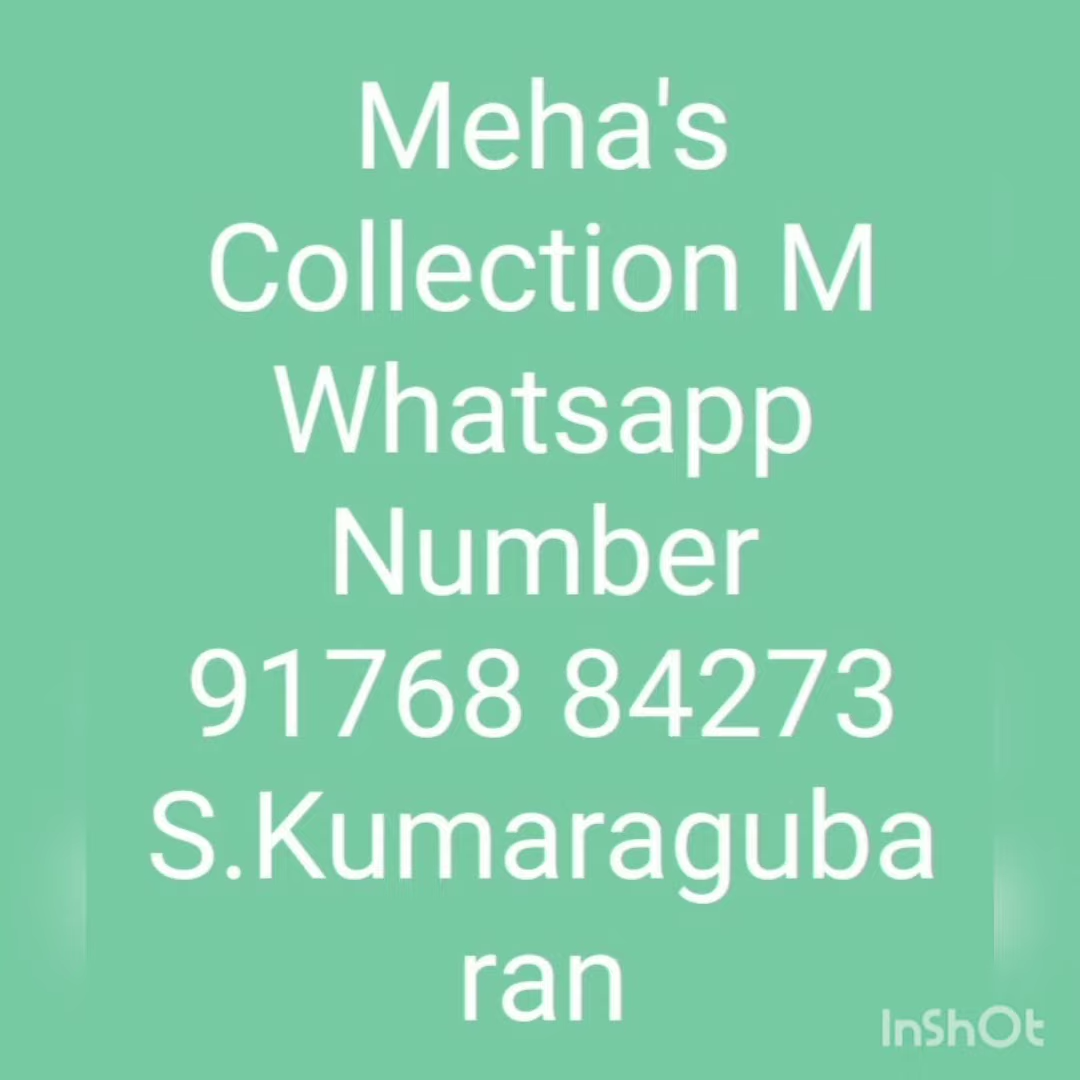 Meha's
Collection M
Whatsapp
Number
91768 84273
S.Kumaraguba
ran
InShOt